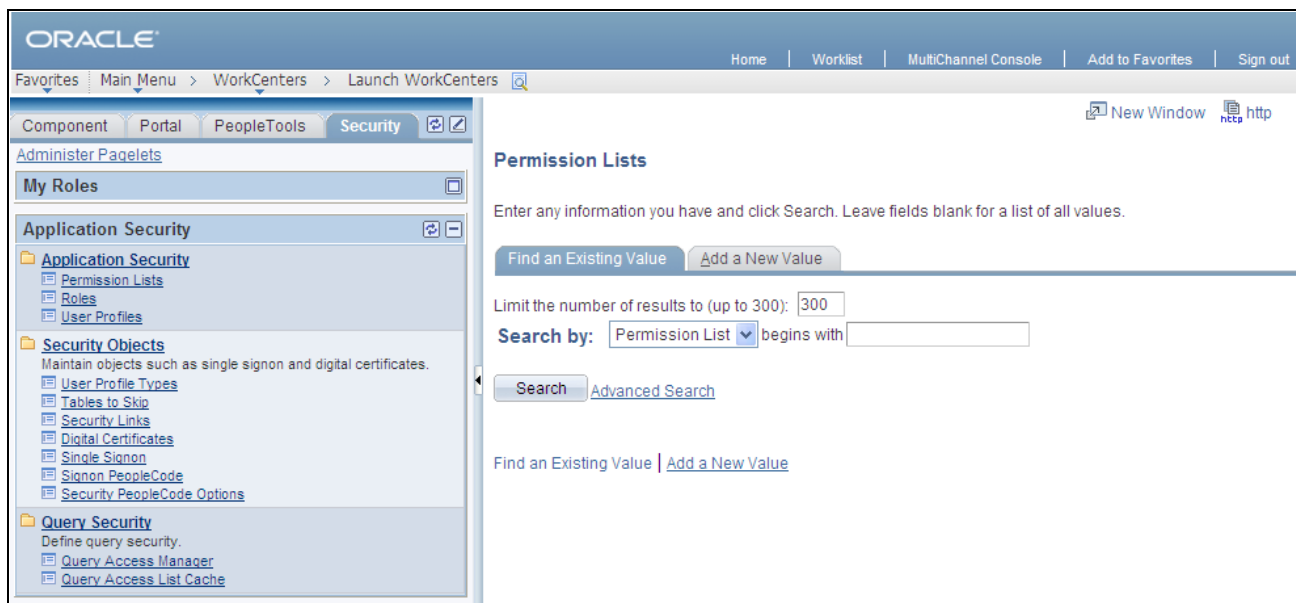 ORACLE
Home | Worklist | MultiChannel Console | Add to Favorites | Sign out
Favorites Main Menu > WorkCenters > Launch WorkCenters
New Window http
Component Portal PeopleTools Security
Administer Pagelets
My Roles
Application Security
Application Security
Permission Lists
Roles
User Profiles
Security Objects
Maintain objects such as single signon and digital certificates.
User Profile Types
Tables to Skip
Security Links
Digital Certificates
Single Signon
Signon PeopleCode
Security PeopleCode Options
Query Security
Define query security.
Query Access Manager
Query Access List Cache
Permission Lists
Enter any information you have and click Search. Leave fields blank for a list of all values.
Find an Existing Value Add a New Value
Limit the number of results to (up to 300): 300
Search by: Permission List begins with
Search Advanced Search
Find an Existing Value | Add a New Value